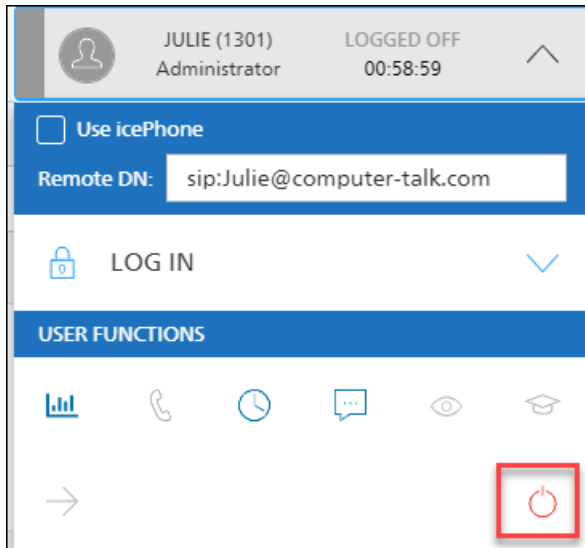 JULIE (1301) LOGGED OFF
Administrator 00:58:59
Use icePhone
Remote DN: sip:Julie@computer-talk.com
LOG IN
USER FUNCTIONS